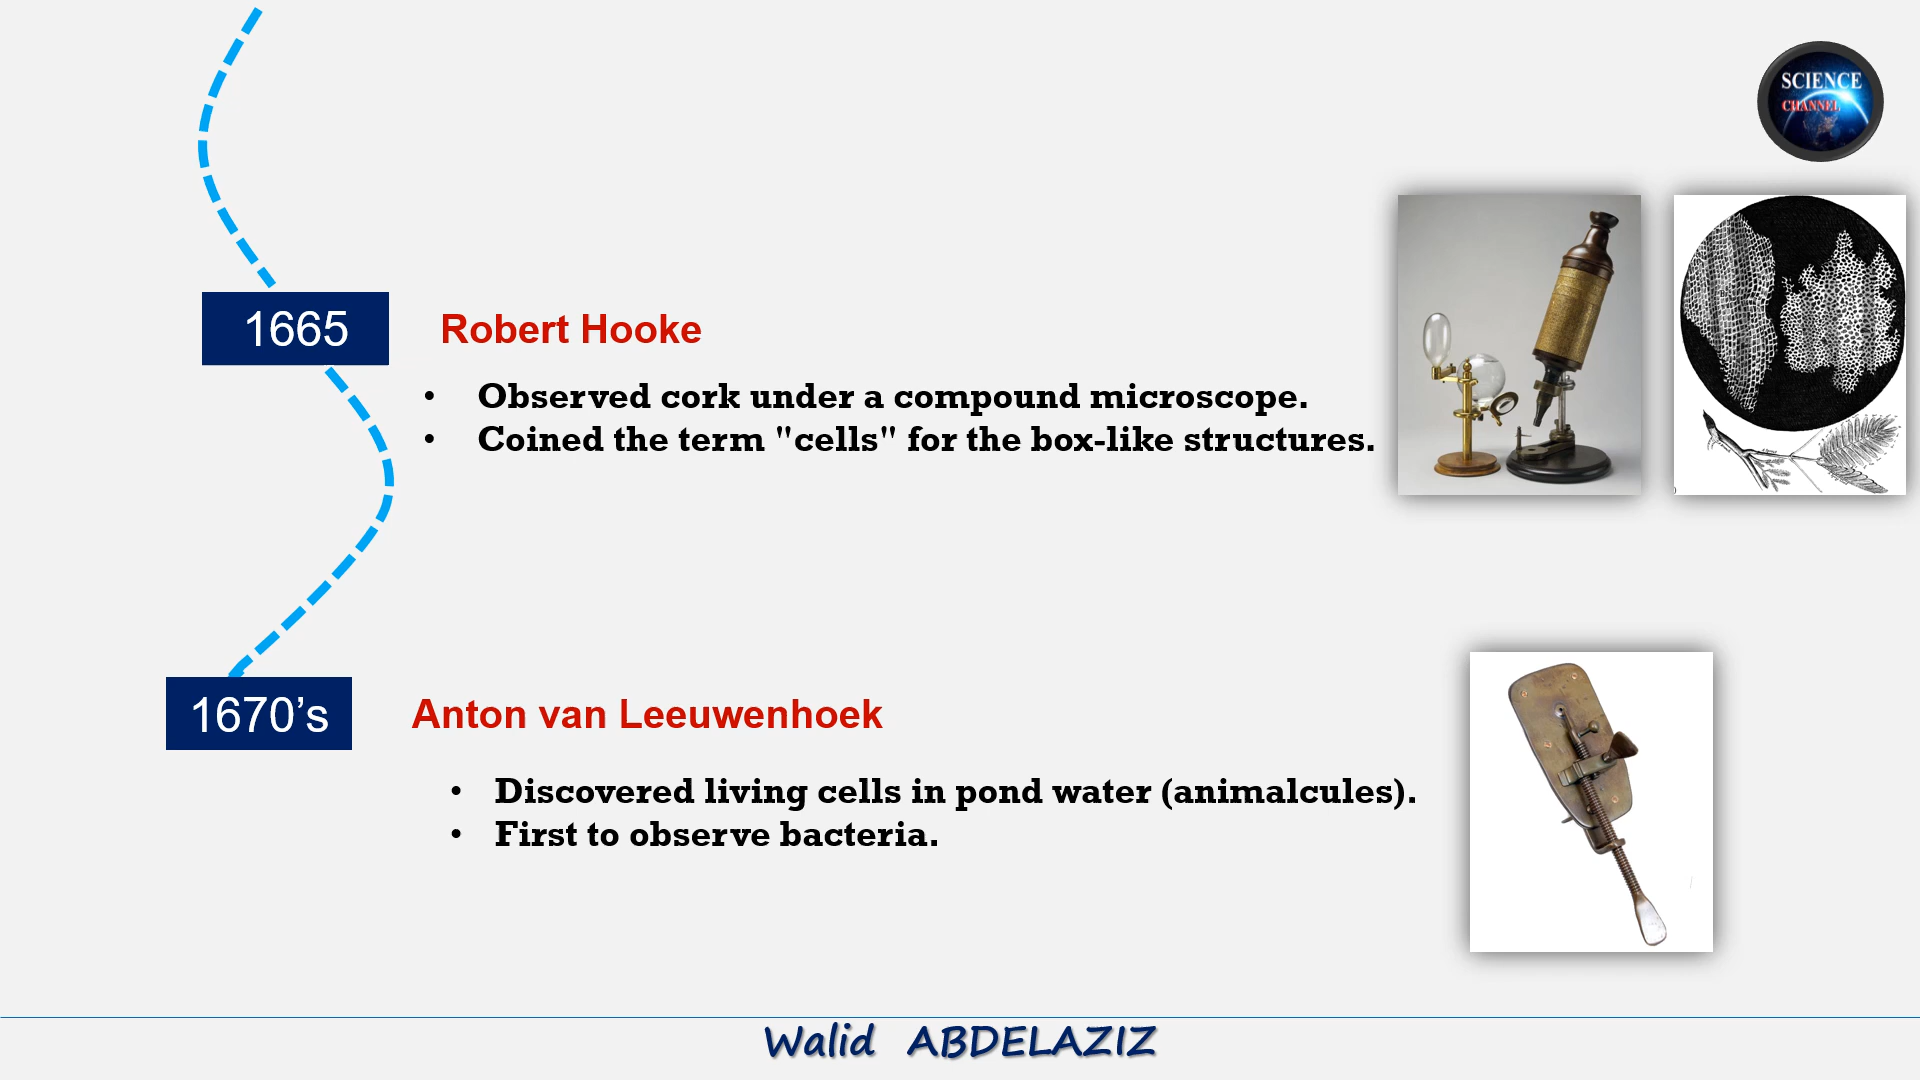 SCIENCE
CHANNEL
1665
Robert Hooke
• Observed cork under a compound microscope.
• Coined the term "cells" for the box-like structures.
1670’s
Anton van Leeuwenhoek
• Discovered living cells in pond water (animalcules).
• First to observe bacteria.
Walid ABDELAZIZ